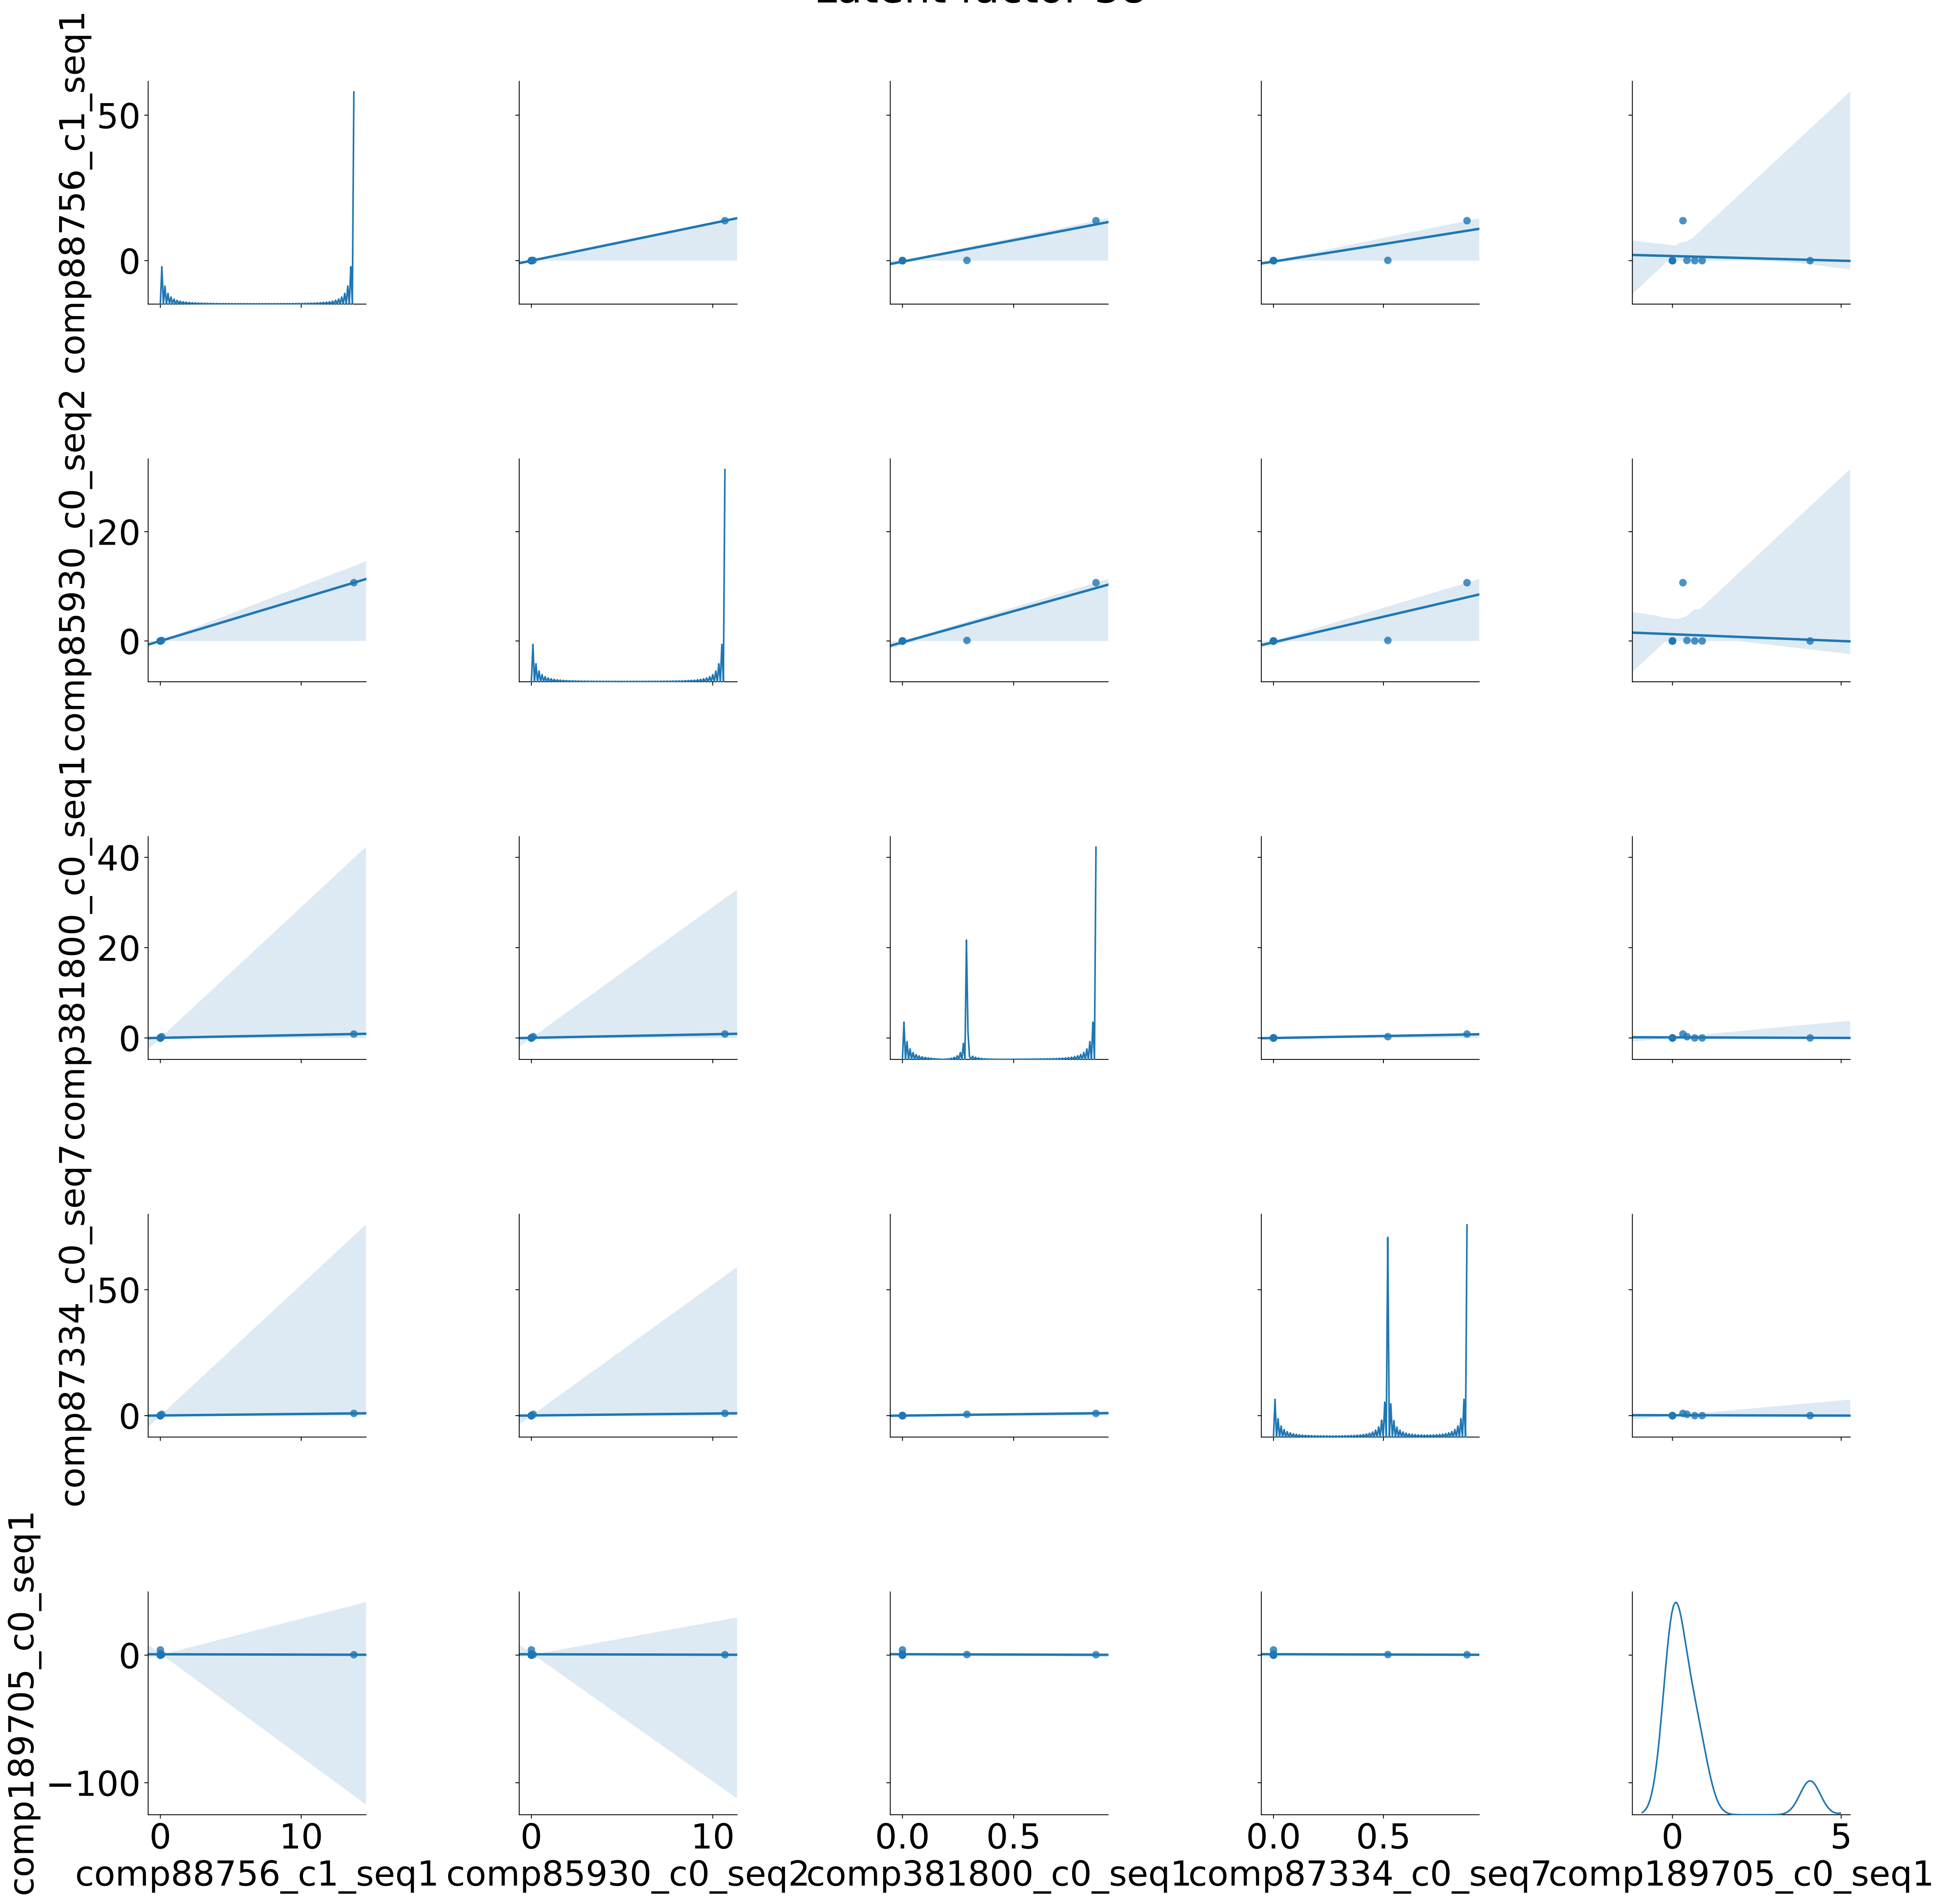 comp88756_c1_seq1
50
0
comp85930_c0_seq2
20
0
comp381800_c0_seq1
40
20
0
comp87334_c0_seq7
50
0
comp189705_c0_seq1
0
−100
0 10 0 10 0.0 0.5 0.0 0.5 0 5
comp88756_c1_seq1 comp85930_c0_seq2 comp381800_c0_seq1 comp87334_c0_seq7 comp189705_c0_seq1